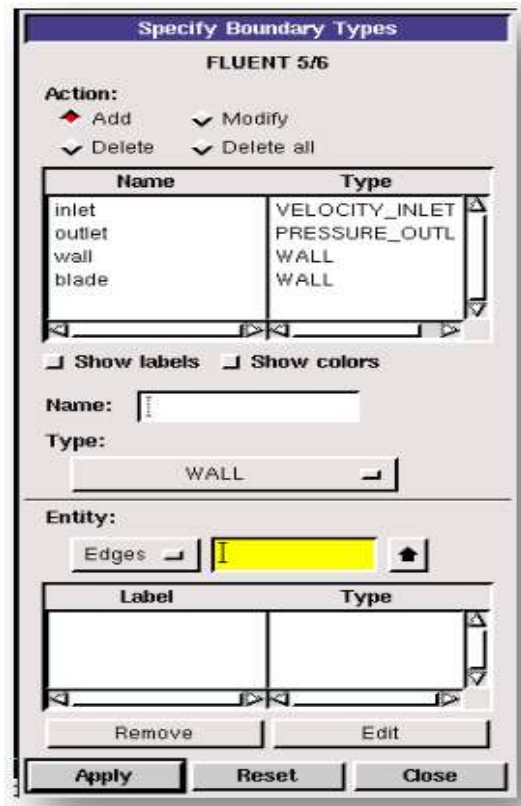 Specify Boundary Types
FLUENT 5/6
Action:
Add Modify
Delete Delete all
Name Type
inlet VELOCITY_INLET
outlet PRESSURE_OUTL
wall WALL
blade WALL
Show labels Show colors
Name:
Type:
WALL
Entity:
Edges
Label Type
Remove Edit
Apply Reset Close